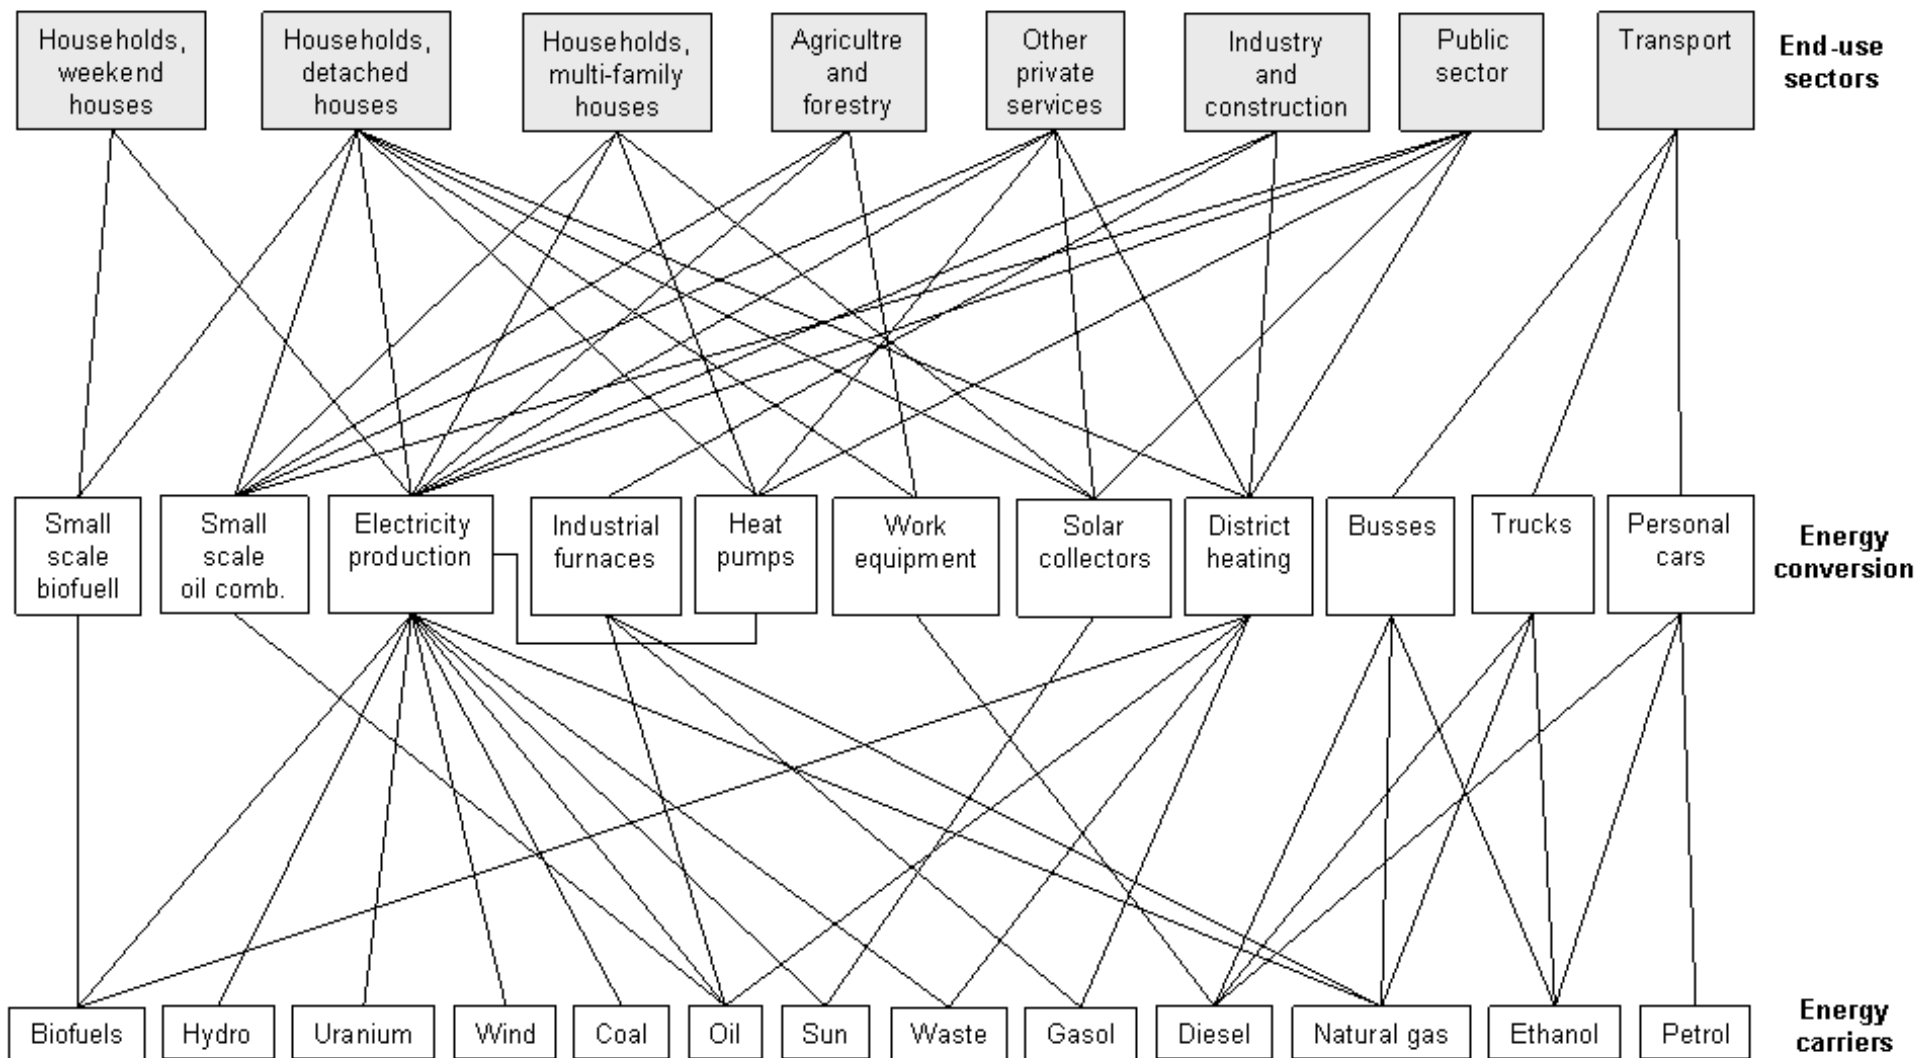 Households,
weekend
houses
Households,
detached
houses
Households,
multi-family
houses
Agricultre
and
forestry
Other
private
services
Industry
and
construction
Public
sector
Transport
End-use
sectors
Small
scale
biofuell
Small
scale
oil comb.
Electricity
production
Industrial
furnaces
Heat
pumps
Work
equipment
Solar
collectors
District
heating
Busses
Trucks
Personal
cars
Energy
conversion
Biofuels
Hydro
Uranium
Wind
Coal
Oil
Sun
Waste
Gasol
Diesel
Natural gas
Ethanol
Petrol
Energy
carriers